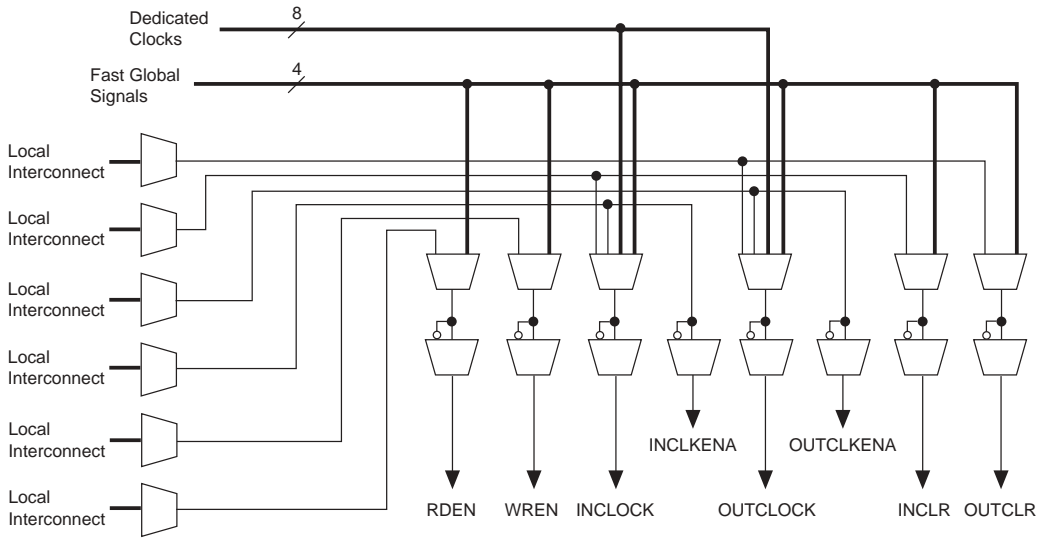 Dedicated
Clocks
8
Fast Global
Signals
4
Local
Interconnect
Local
Interconnect
Local
Interconnect
Local
Interconnect
Local
Interconnect
Local
Interconnect
INCLKENA
OUTCLKENA
RDEN
WREN
INCLOCK
OUTCLOCK
INCLR
OUTCLR